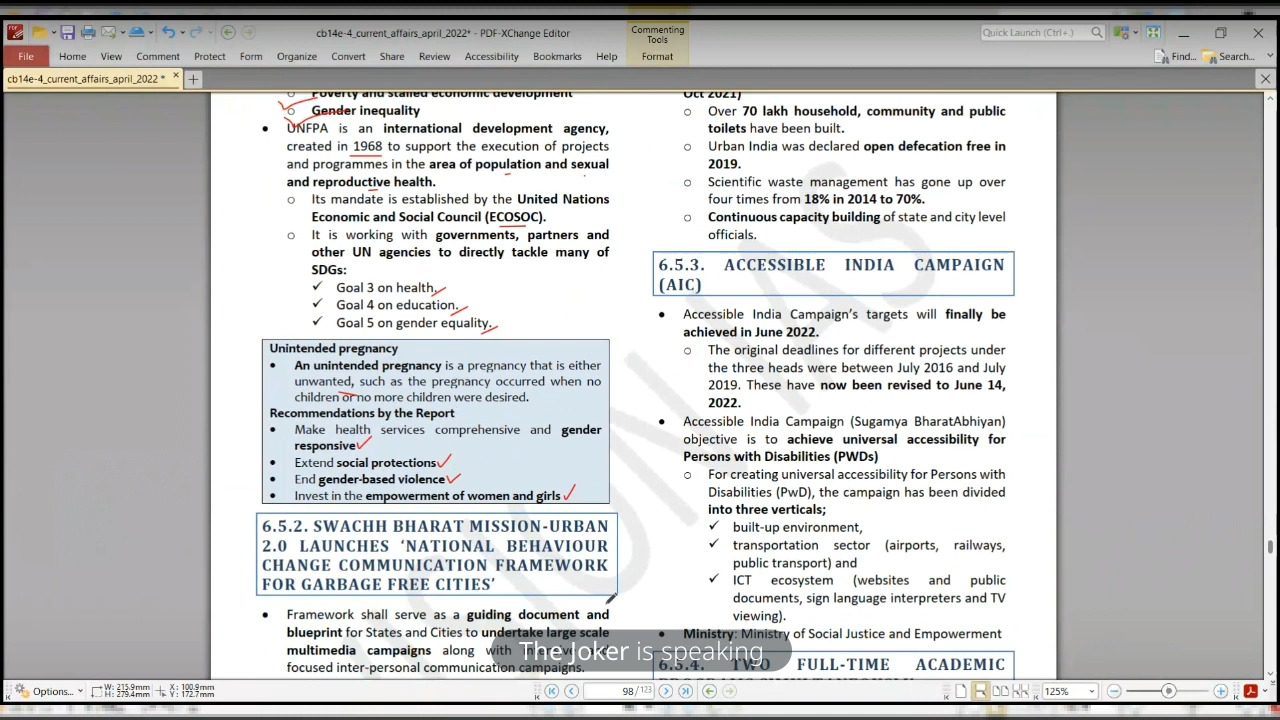 cb14e-4_current_affairs_april_2022* - PDF-XChange Editor
Commenting
Tools
Quick Launch (Ctrl+.)
File Home View Comment Protect Form Organize Convert Share Review Accessibility Bookmarks Help Format
Find...
Search...
cb14e-4_current_affairs_april_2022 *
Poverty and stalled economic development
o Gender inequality
• UNFPA is an international development agency,
created in 1968 to support the execution of projects
and programmes in the area of population and sexual
and reproductive health.
o Its mandate is established by the United Nations
Economic and Social Council (ECOSOC).
o It is working with governments, partners and
other UN agencies to directly tackle many of
SDGs:
✓ Goal 3 on health.
✓ Goal 4 on education.
✓ Goal 5 on gender equality.
Unintended pregnancy
• An unintended pregnancy is a pregnancy that is either
unwanted, such as the pregnancy occurred when no
children or no more children were desired.
Recommendations by the Report
• Make health services comprehensive and gender
responsive
• Extend social protections
• End gender-based violence
• Invest in the empowerment of women and girls
6.5.2. SWACHH BHARAT MISSION-URBAN
2.0 LAUNCHES ‘NATIONAL BEHAVIOUR
CHANGE COMMUNICATION FRAMEWORK
FOR GARBAGE FREE CITIES’
• Framework shall serve as a guiding document and
blueprint for States and Cities to undertake large scale
multimedia campaigns along with
focused inter-personal communication campaigns.
Oct 2021)
o Over 70 lakh household, community and public
toilets have been built.
o Urban India was declared open defecation free in
2019.
o Scientific waste management has gone up over
four times from 18% in 2014 to 70%.
o Continuous capacity building of state and city level
officials.
6.5.3. ACCESSIBLE INDIA CAMPAIGN
(AIC)
• Accessible India Campaign’s targets will finally be
achieved in June 2022.
o The original deadlines for different projects under
the three heads were between July 2016 and July
2019. These have now been revised to June 14,
2022.
• Accessible India Campaign (Sugamya BharatAbhiyan)
objective is to achieve universal accessibility for
Persons with Disabilities (PWDs)
o For creating universal accessibility for Persons with
Disabilities (PwD), the campaign has been divided
into three verticals;
✓ built-up environment,
✓ transportation sector (airports, railways,
public transport) and
✓ ICT ecosystem (websites and public
documents, sign language interpreters and TV
viewing).
• Ministry: Ministry of Social Justice and Empowerment
6.5.4. TWO FULL-TIME ACADEMIC
VISION IAS
The Joker is speaking
Options...
W: 215.9mm
H: 279.4mm
X: 100.9mm
Y: 172.7mm
98 /123
125%